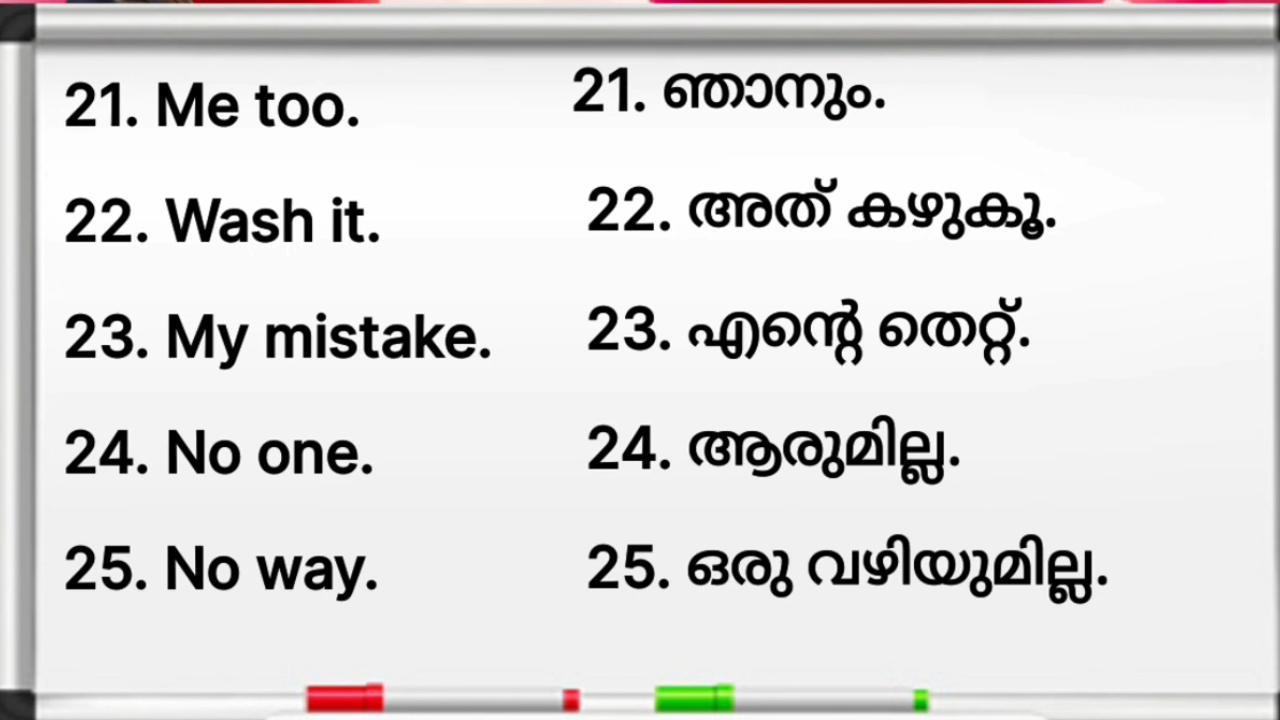 21. Me too.
21. ഞാനും.
22. Wash it.
22. അത് കഴുകൂ.
23. My mistake.
23. എന്റെ തെറ്റ്.
24. No one.
24. ആരുമില്ല.
25. No way.
25. ഒരു വഴിയുമില്ല.